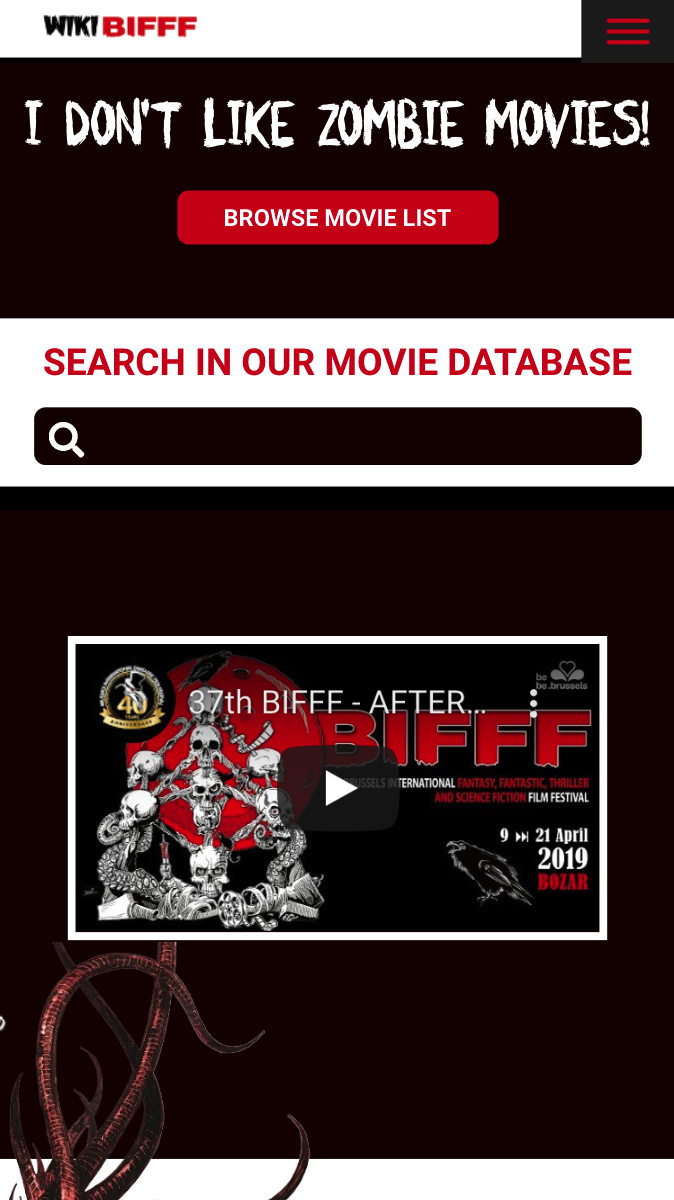 WIKI BIFFF
I DON'T LIKE ZOMBIE MOVIES!
BROWSE MOVIE LIST
SEARCH IN OUR MOVIE DATABASE
37th BIFFF - AFTER...
be
be.brussels
40
YEARS
ANNIVERSARY
BIFFF
BRUSSELS INTERNATIONAL FANTASY, FANTASTIC, THRILLER
AND SCIENCE FICTION FILM FESTIVAL
9 21 April
2019
BOZAR